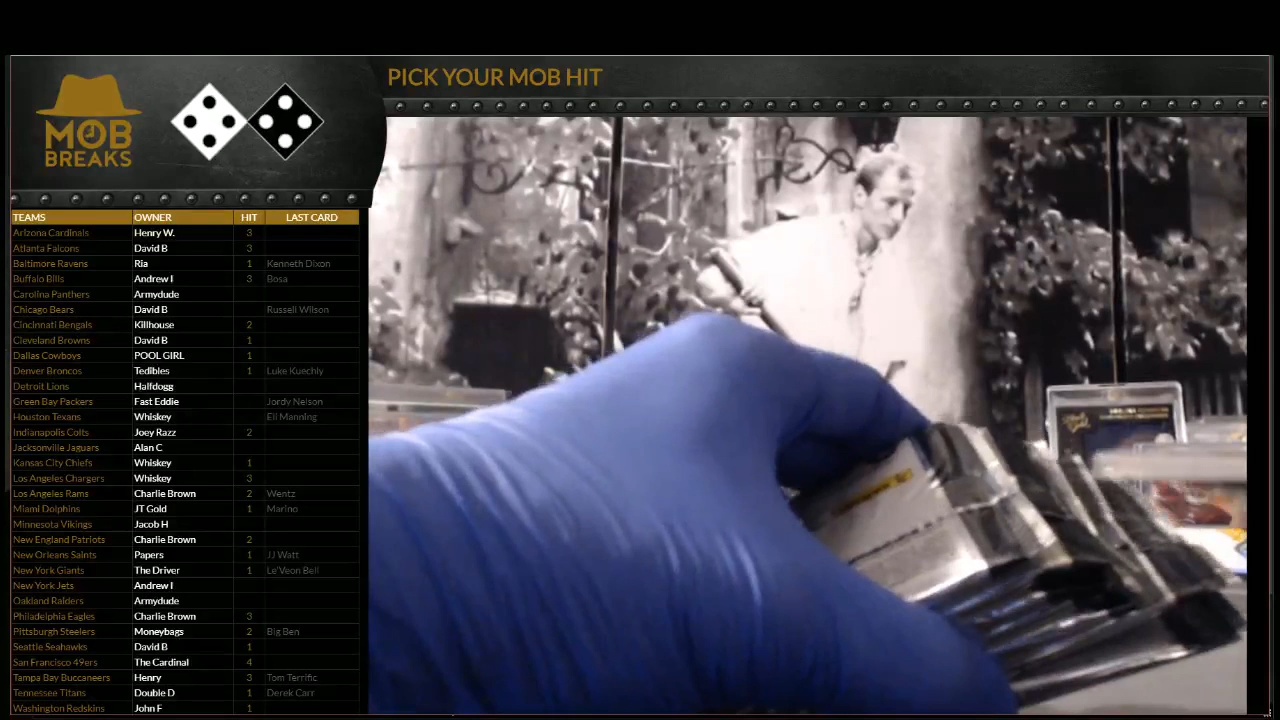 PICK YOUR MOB HIT
MOB
BREAKS
TEAMS OWNER HIT LAST CARD
Arizona Cardinals Henry W. 3
Atlanta Falcons David B 3
Baltimore Ravens Ria 1 Kenneth Dixon
Buffalo Bills Andrew I 3 Bosa
Carolina Panthers Armydude
Chicago Bears David B Russell Wilson
Cincinnati Bengals Killhouse 2
Cleveland Browns David B 1
Dallas Cowboys POOL GIRL 1
Denver Broncos Tedibles 1 Luke Kuechly
Detroit Lions Halfdogg
Green Bay Packers Fast Eddie Jordy Nelson
Houston Texans Whiskey Eli Manning
Indianapolis Colts Joey Razz 2
Jacksonville Jaguars Alan C
Kansas City Chiefs Whiskey 1
Los Angeles Chargers Whiskey 3
Los Angeles Rams Charlie Brown 2 Wentz
Miami Dolphins JT Gold 1 Marino
Minnesota Vikings Jacob H
New England Patriots Charlie Brown 2
New Orleans Saints Papers 1 JJ Watt
New York Giants The Driver 1 Le'Veon Bell
New York Jets Andrew I
Oakland Raiders Armydude
Philadelphia Eagles Charlie Brown 3
Pittsburgh Steelers Moneybags 2 Big Ben
Seattle Seahawks David B 1
San Francisco 49ers The Cardinal 4
Tampa Bay Buccaneers Henry 3 Tom Terrific
Tennessee Titans Double D 1 Derek Carr
Washington Redskins John F 1